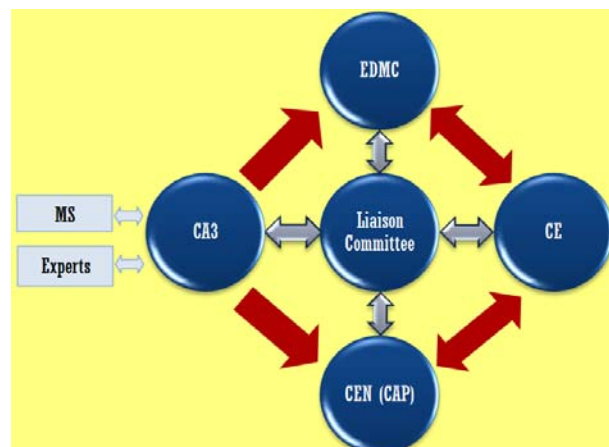 EDMC
MS
Experts
CA3
Liaison
Committee
CE
CEN (CAP)